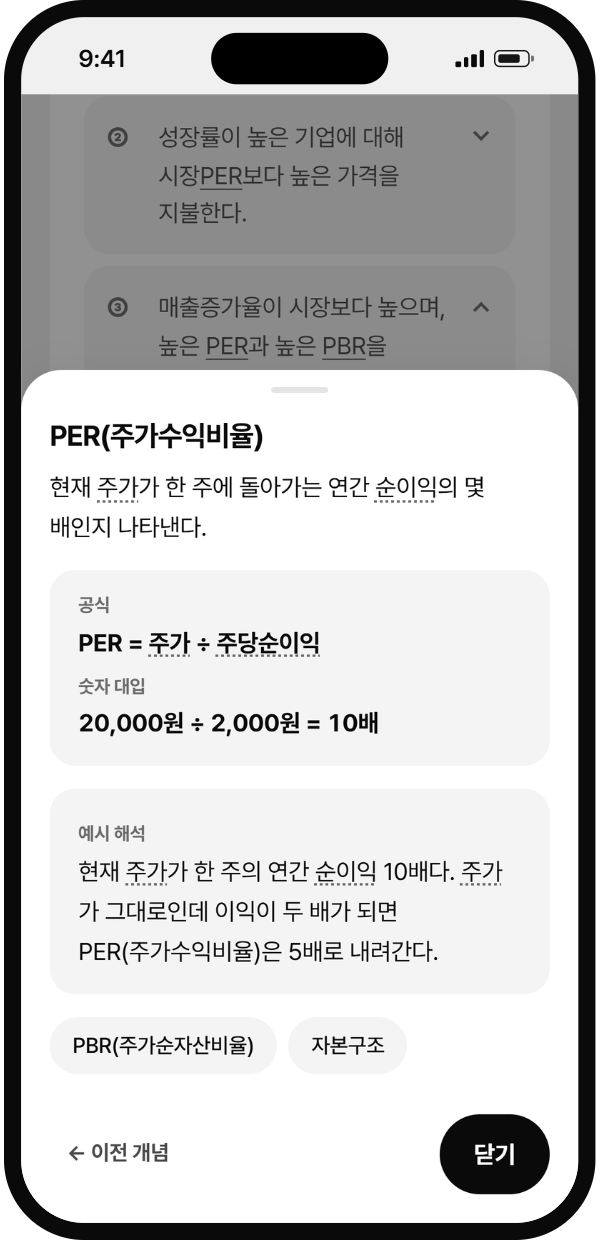 9:41
② 성장률이 높은 기업에 대해
시장PER보다 높은 가격을
지불한다.
③ 매출증가율이 시장보다 높으며,
높은 PER과 높은 PBR을
PER(주가수익비율)
현재 주가가 한 주에 돌아가는 연간 순이익의 몇
배인지 나타낸다.
공식
PER = 주가 ÷ 주당순이익
숫자 대입
20,000원 ÷ 2,000원 = 10배
예시 해석
현재 주가가 한 주의 연간 순이익 10배다. 주가
가 그대로인데 이익이 두 배가 되면
PER(주가수익비율)은 5배로 내려간다.
PBR(주가순자산비율) 자본구조
← 이전 개념 닫기